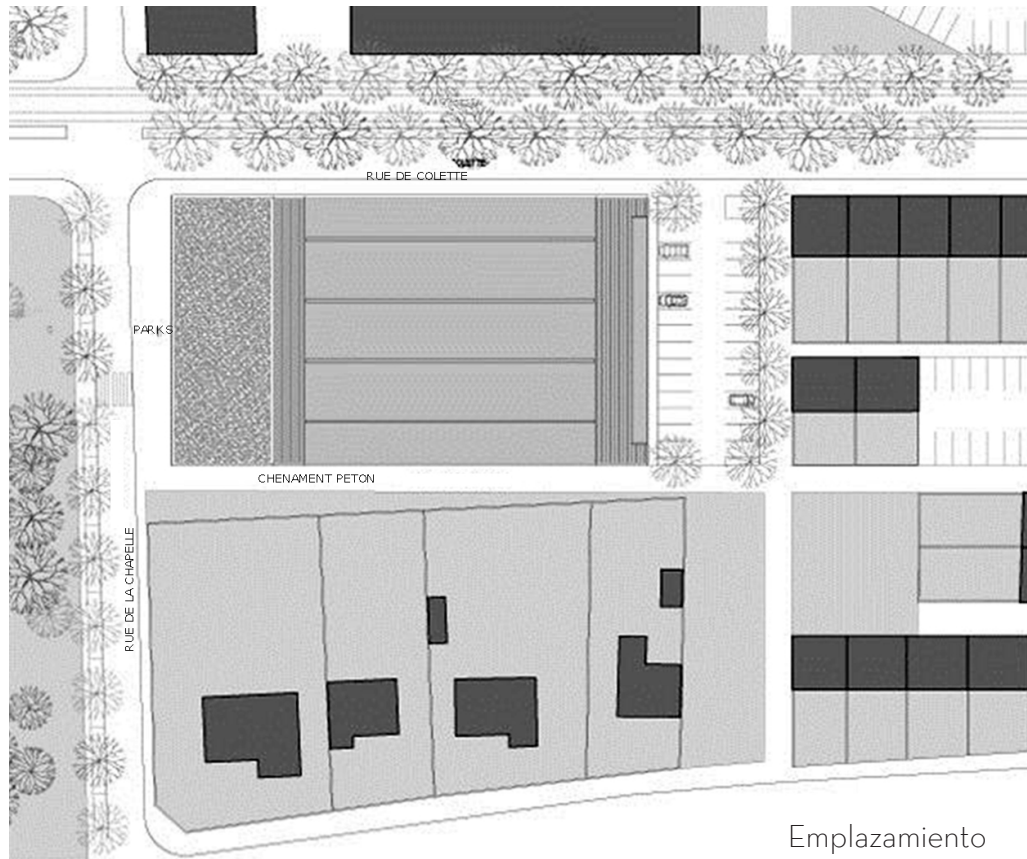 RUE DE COLETTE
PARKS
CHENAMENT PETON
RUE DE LA CHAPELLE
Emplazamiento